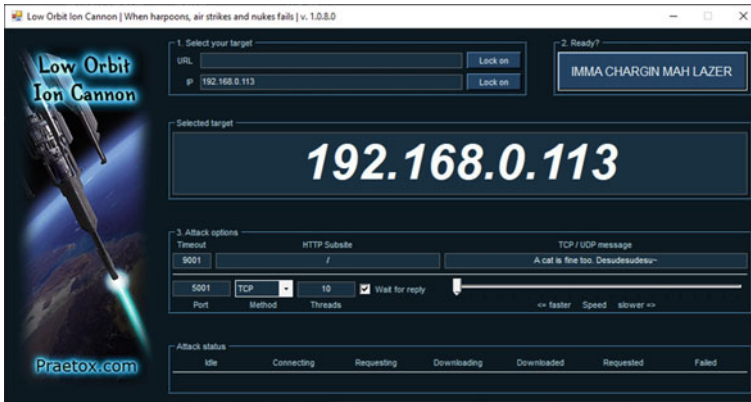 Low Orbit Ion Cannon | When harpoons, air strikes and nukes fails | v. 1.0.8.0
Low Orbit
Ion Cannon
1. Select your target
URL Lock on
IP 192.168.0.113 Lock on
2. Ready?
IMMA CHARGIN MAH LAZER
Selected target
192.168.0.113
3. Attack options
Timeout HTTP Subsite TCP / UDP message
9001 / A cat is fine too. Desudesudesu~
5001 TCP 10 Wait for reply
Port Method Threads <= faster Speed slower =>
Attack status
Idle Connecting Requesting Downloading Downloaded Requested Failed
Praetox.com